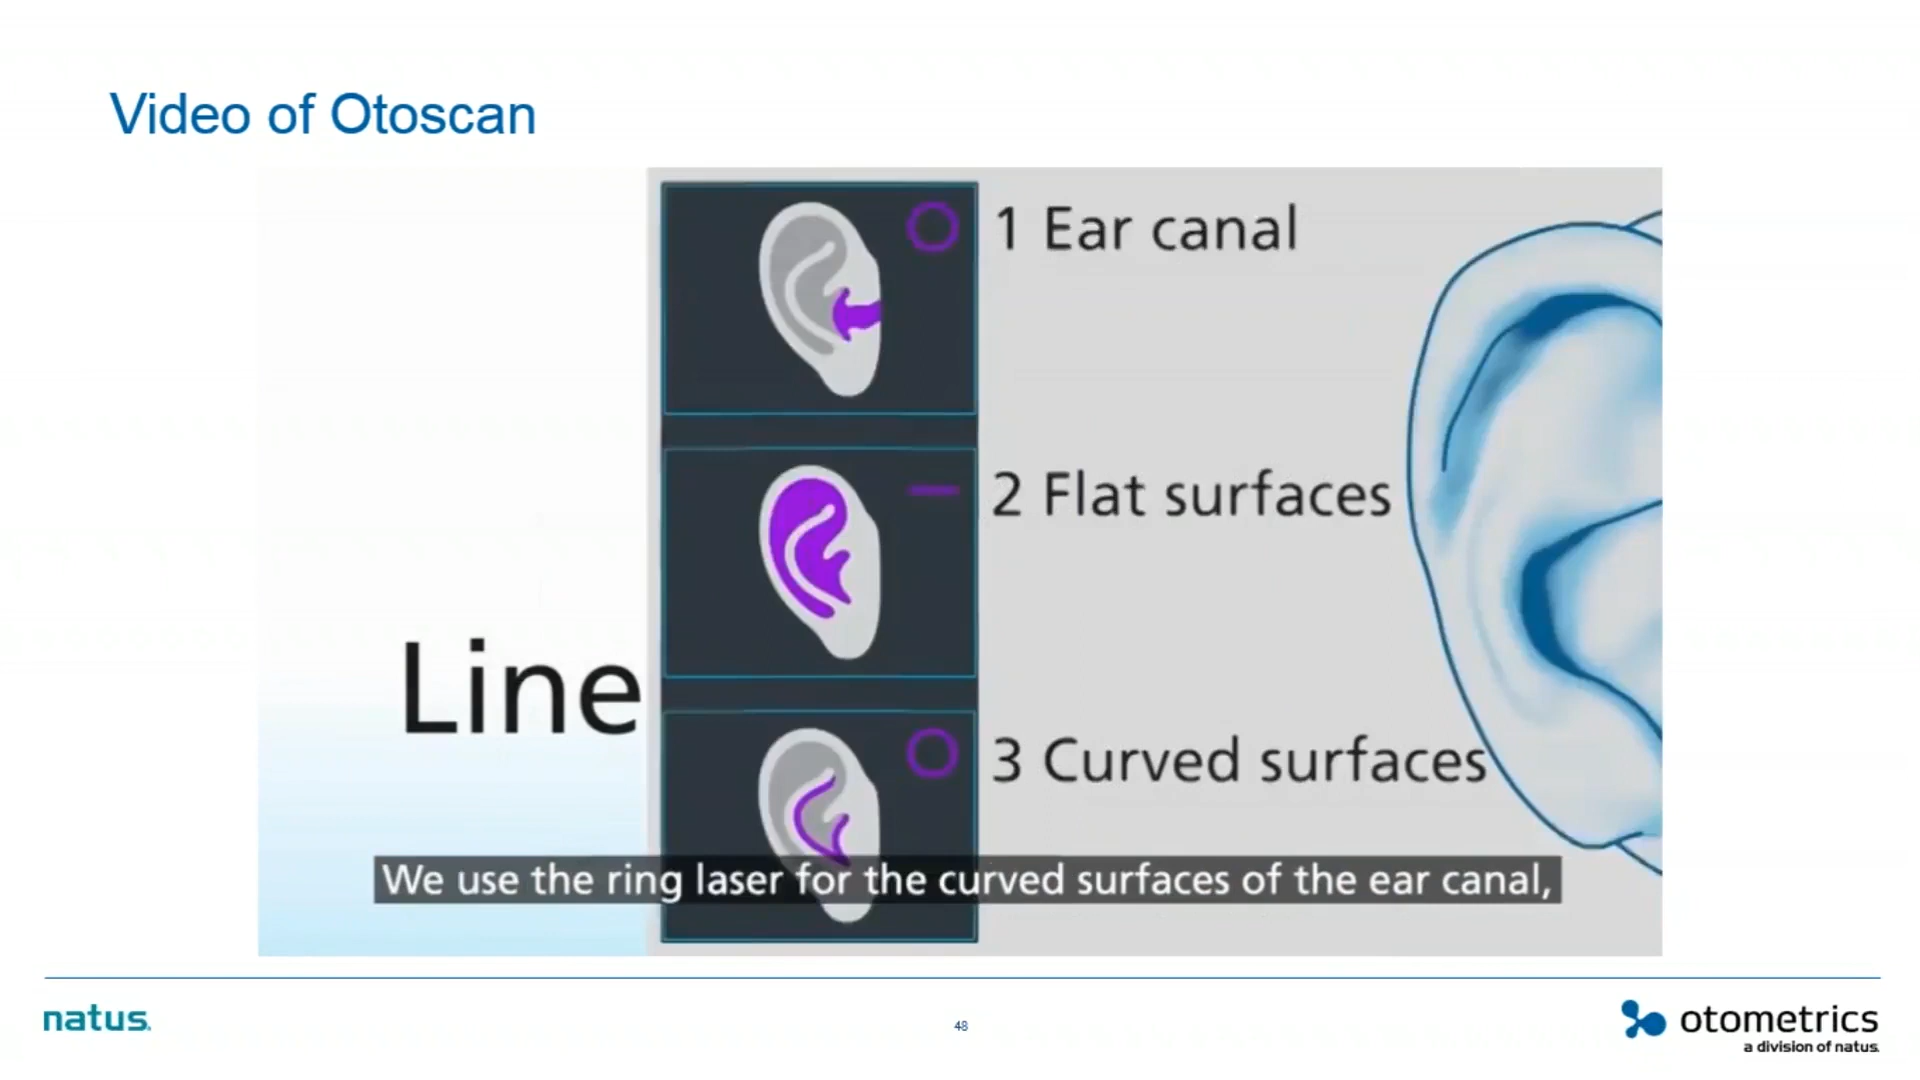 Video of Otoscan
1 Ear canal
2 Flat surfaces
Line
3 Curved surfaces
We use the ring laser for the curved surfaces of the ear canal,
natus.
48
otometrics
a division of natus.